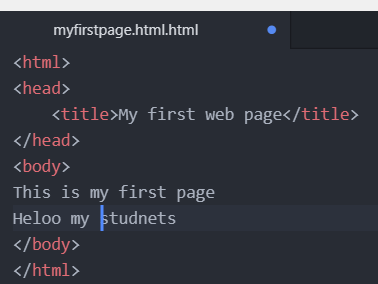 myfirstpage.html.html
<html>
<head>
    <title>My first web page</title>
</head>
<body>
This is my first page
Heloo my studnets
</body>
</html>